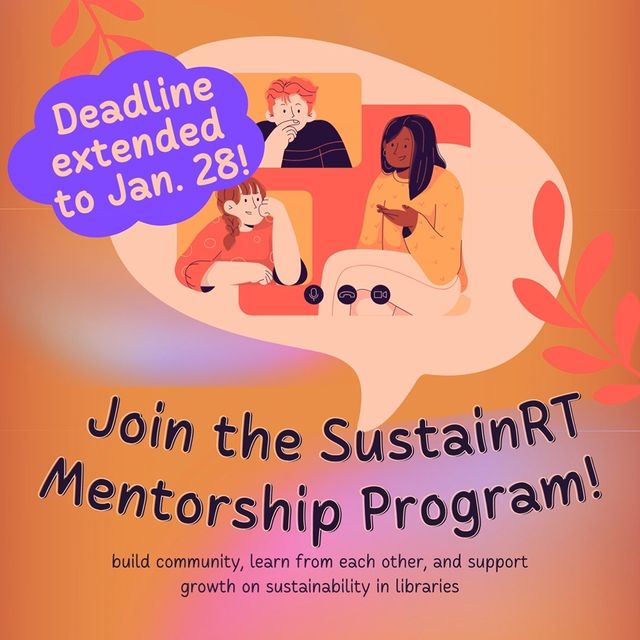 Deadline
extended
to Jan. 28!
Join the SustainRT
Mentorship Program!
build community, learn from each other, and support
growth on sustainability in libraries